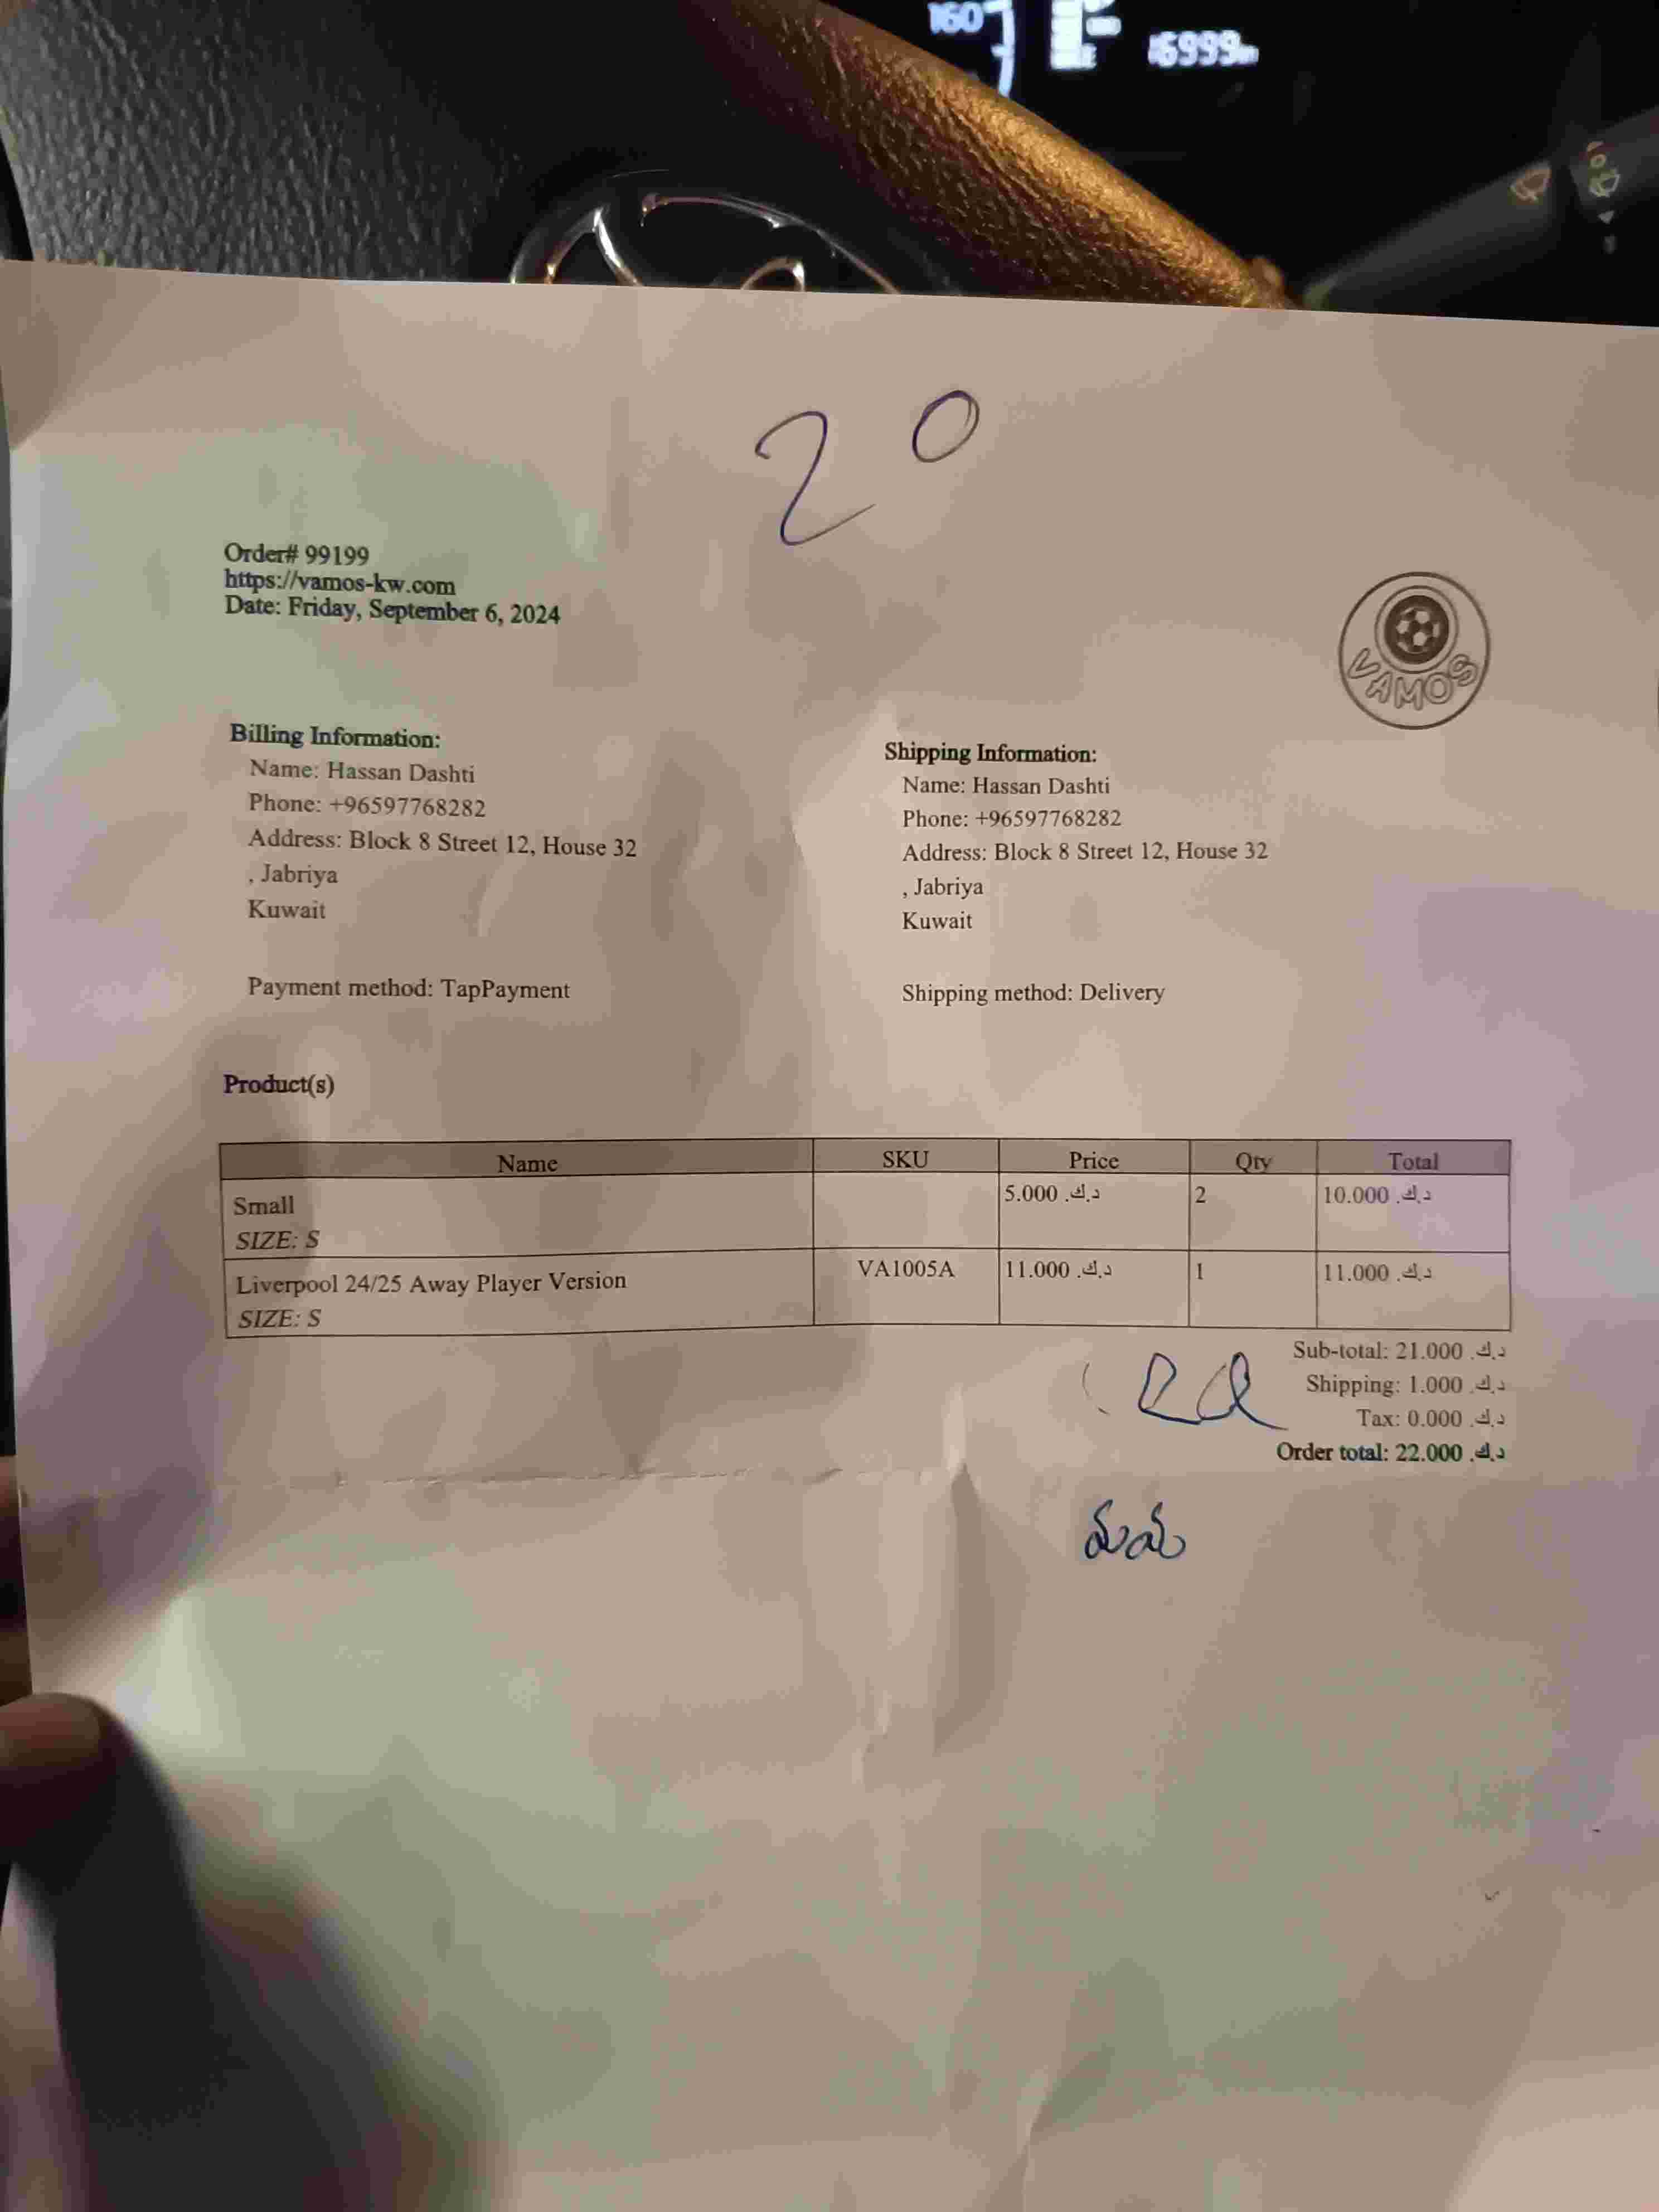 160
2 0
Order# 99199
https://vamos-kw.com
Date: Friday, September 6, 2024
VAMOS
Billing Information:
Name: Hassan Dashti
Phone: +96597768282
Address: Block 8 Street 12, House 32
, Jabriya
Kuwait
Payment method: TapPayment
Shipping Information:
Name: Hassan Dashti
Phone: +96597768282
Address: Block 8 Street 12, House 32
, Jabriya
Kuwait
Shipping method: Delivery
Product(s)
Name SKU Price Qty Total
Small 5.000 د.ك. 2 10.000 د.ك.
SIZE: S
Liverpool 24/25 Away Player Version VA1005A 11.000 د.ك. 1 11.000 د.ك.
SIZE: S
Sub-total: 21.000 د.ك.
Shipping: 1.000 د.ك.
Tax: 0.000 د.ك.
Order total: 22.000 د.ك.